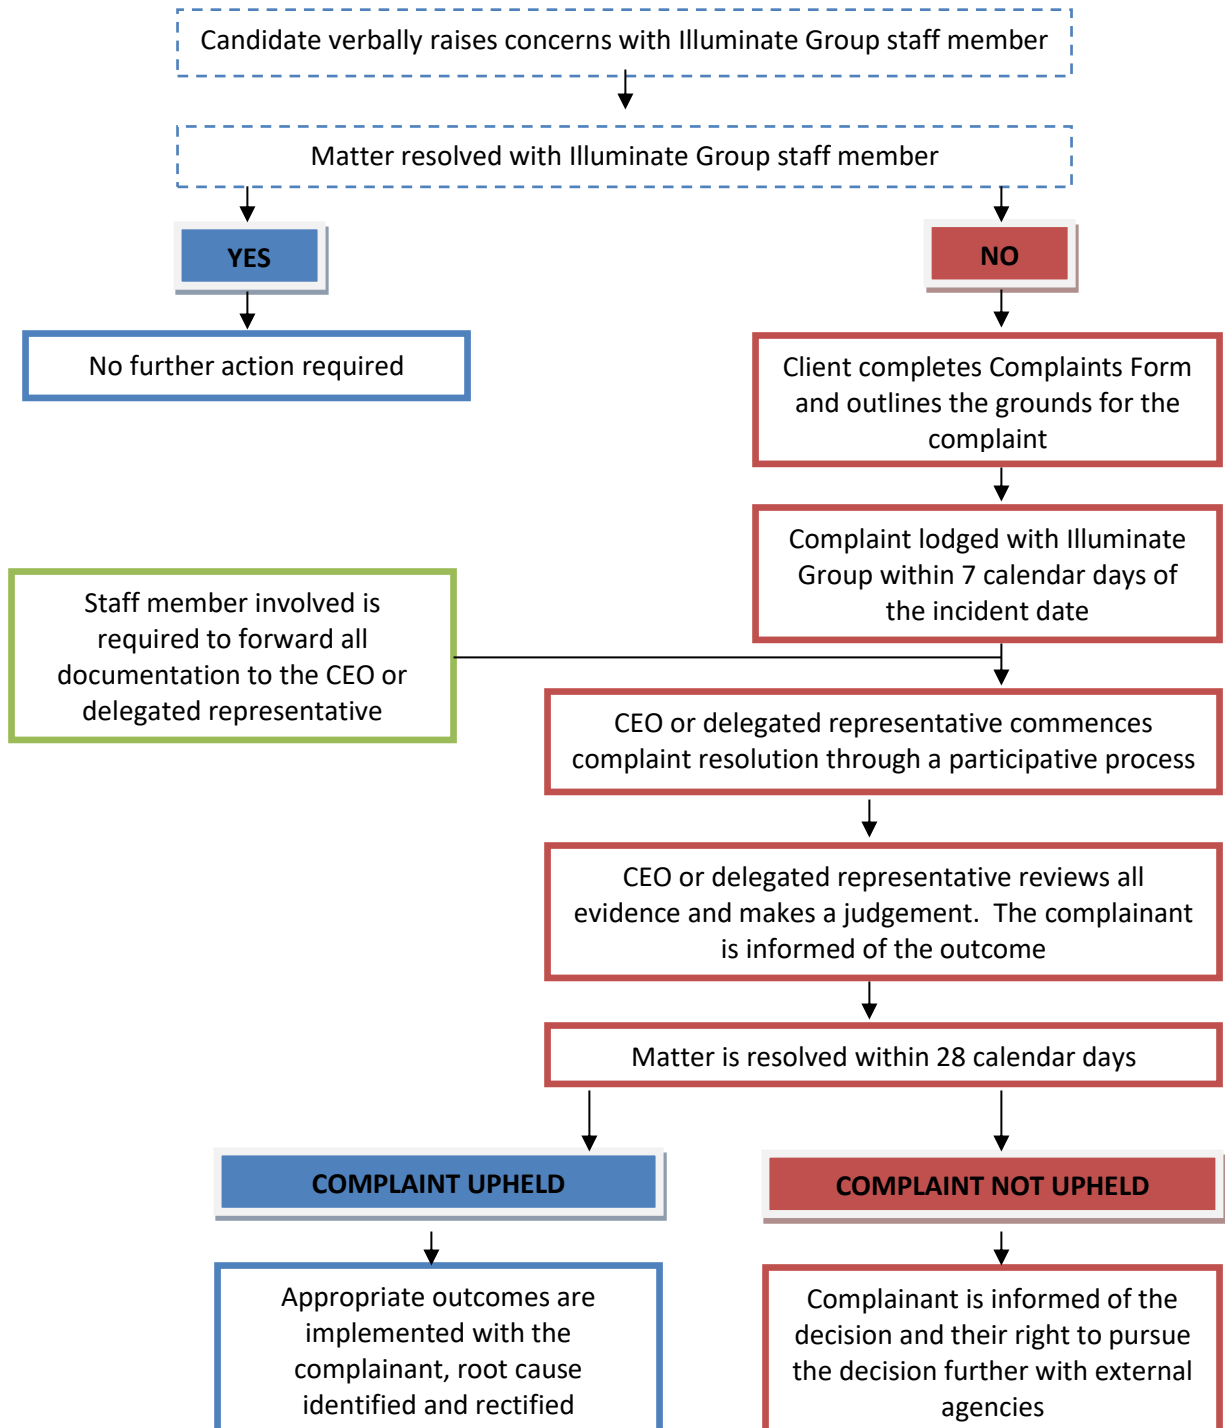 Candidate verbally raises concerns with Illuminate Group staff member
Matter resolved with Illuminate Group staff member
YES
NO
No further action required
Client completes Complaints Form
and outlines the grounds for the
complaint
Complaint lodged with Illuminate
Group within 7 calendar days of
the incident date
Staff member involved is
required to forward all
documentation to the CEO or
delegated representative
CEO or delegated representative commences
complaint resolution through a participative process
CEO or delegated representative reviews all
evidence and makes a judgement.  The complainant
is informed of the outcome
Matter is resolved within 28 calendar days
COMPLAINT UPHELD
COMPLAINT NOT UPHELD
Appropriate outcomes are
implemented with the
complainant, root cause
identified and rectified
Complainant is informed of the
decision and their right to pursue
the decision further with external
agencies